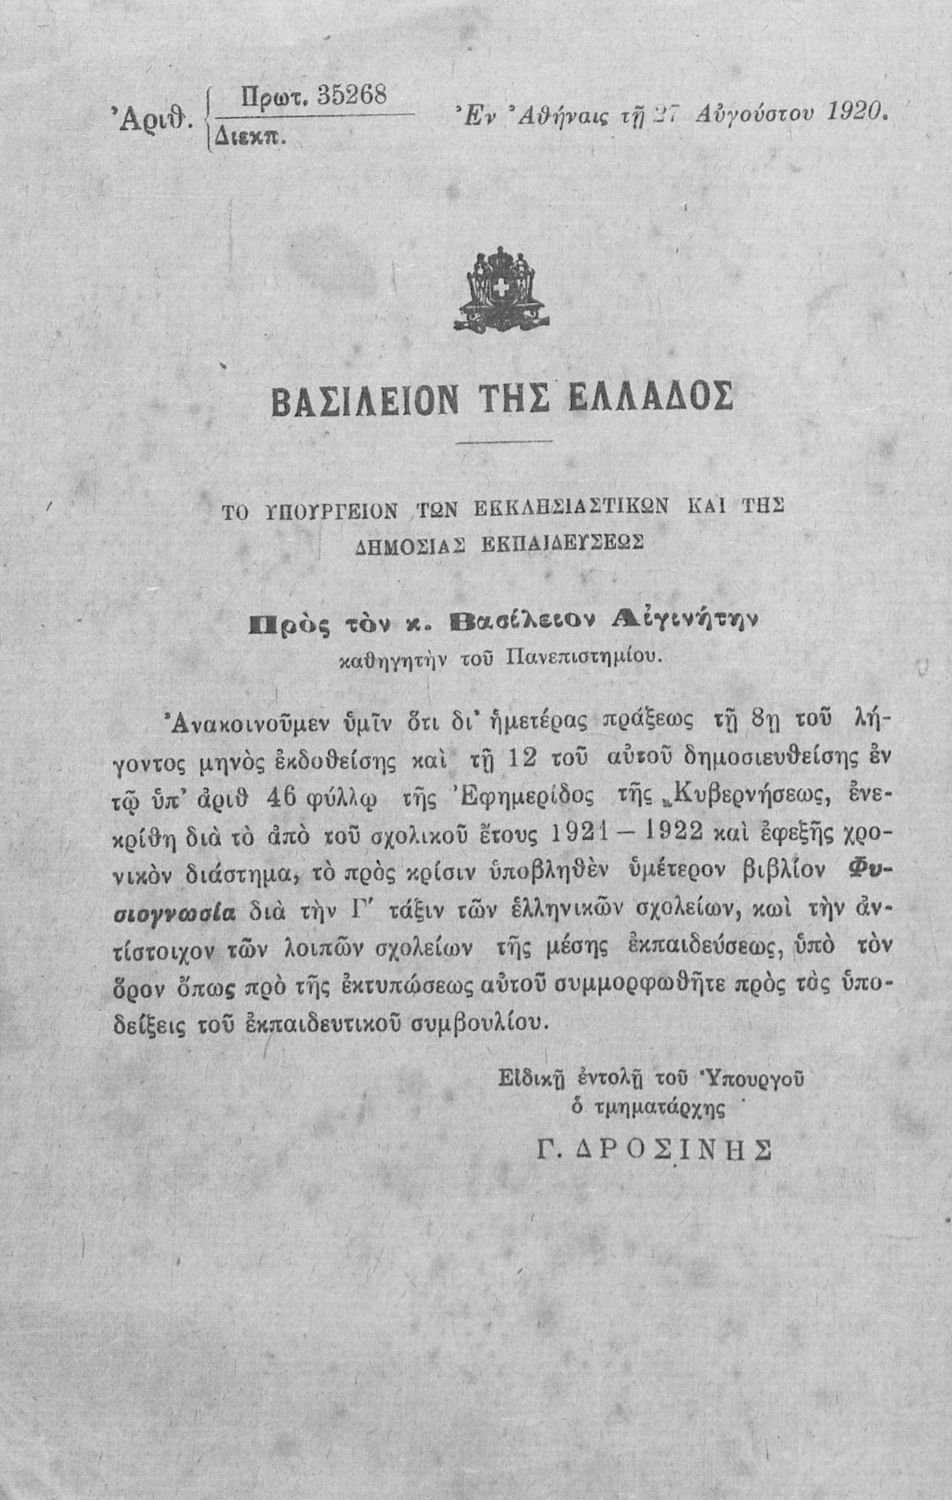 Ἀριθ. Πρωτ. 35268
Διεκπ.
Ἐν Ἀθήναις τῇ 27 Αὐγούστου 1920.
ΒΑΣΙΛΕΙΟΝ ΤΗΣ ΕΛΛΑΔΟΣ
ΤΟ ΥΠΟΥΡΓΕΙΟΝ ΤΩΝ ΕΚΚΛΗΣΙΑΣΤΙΚΩΝ ΚΑΙ ΤΗΣ
ΔΗΜΟΣΙΑΣ ΕΚΠΑΙΔΕΥΣΕΩΣ
Πρὸς τὸν κ. Βασίλειον Αἰγινήτην
καθηγητὴν τοῦ Πανεπιστημίου.
Ἀνακοινοῦμεν ὑμῖν ὅτι δι' ἡμετέρας πράξεως τῇ 8ῃ τοῦ λή-
γοντος μηνὸς ἐκδοθείσης καὶ τῇ 12 τοῦ αὐτοῦ δημοσιευθείσης ἐν
τῷ ὑπ' ἀριθ 46 φύλλῳ τῆς Ἐφημερίδος τῆς „Κυβερνήσεως, ἐνε-
κρίθη διὰ τὸ ἀπὸ τοῦ σχολικοῦ ἔτους 1921 — 1922 καὶ ἐφεξῆς χρο-
νικὸν διάστημα, τὸ πρὸς κρίσιν ὑποβληθὲν ὑμέτερον βιβλίον Φυ-
σιογνωσία διὰ τὴν Γ′ τάξιν τῶν ἑλληνικῶν σχολείων, κωὶ τὴν ἀν-
τίστοιχον τῶν λοιπῶν σχολείων τῆς μέσης ἐκπαιδεύσεως, ὑπὸ τὸν
ὅρον ὅπως πρὸ τῆς ἐκτυπώσεως αὐτοῦ συμμορφωθῆτε πρὸς τὰς ὑπο-
δείξεις τοῦ ἐκπαιδευτικοῦ συμβουλίου.
Εἰδικῇ ἐντολῇ τοῦ Ὑπουργοῦ
ὁ τμηματάρχης
Γ. ΔΡΟΣΙΝΗΣ